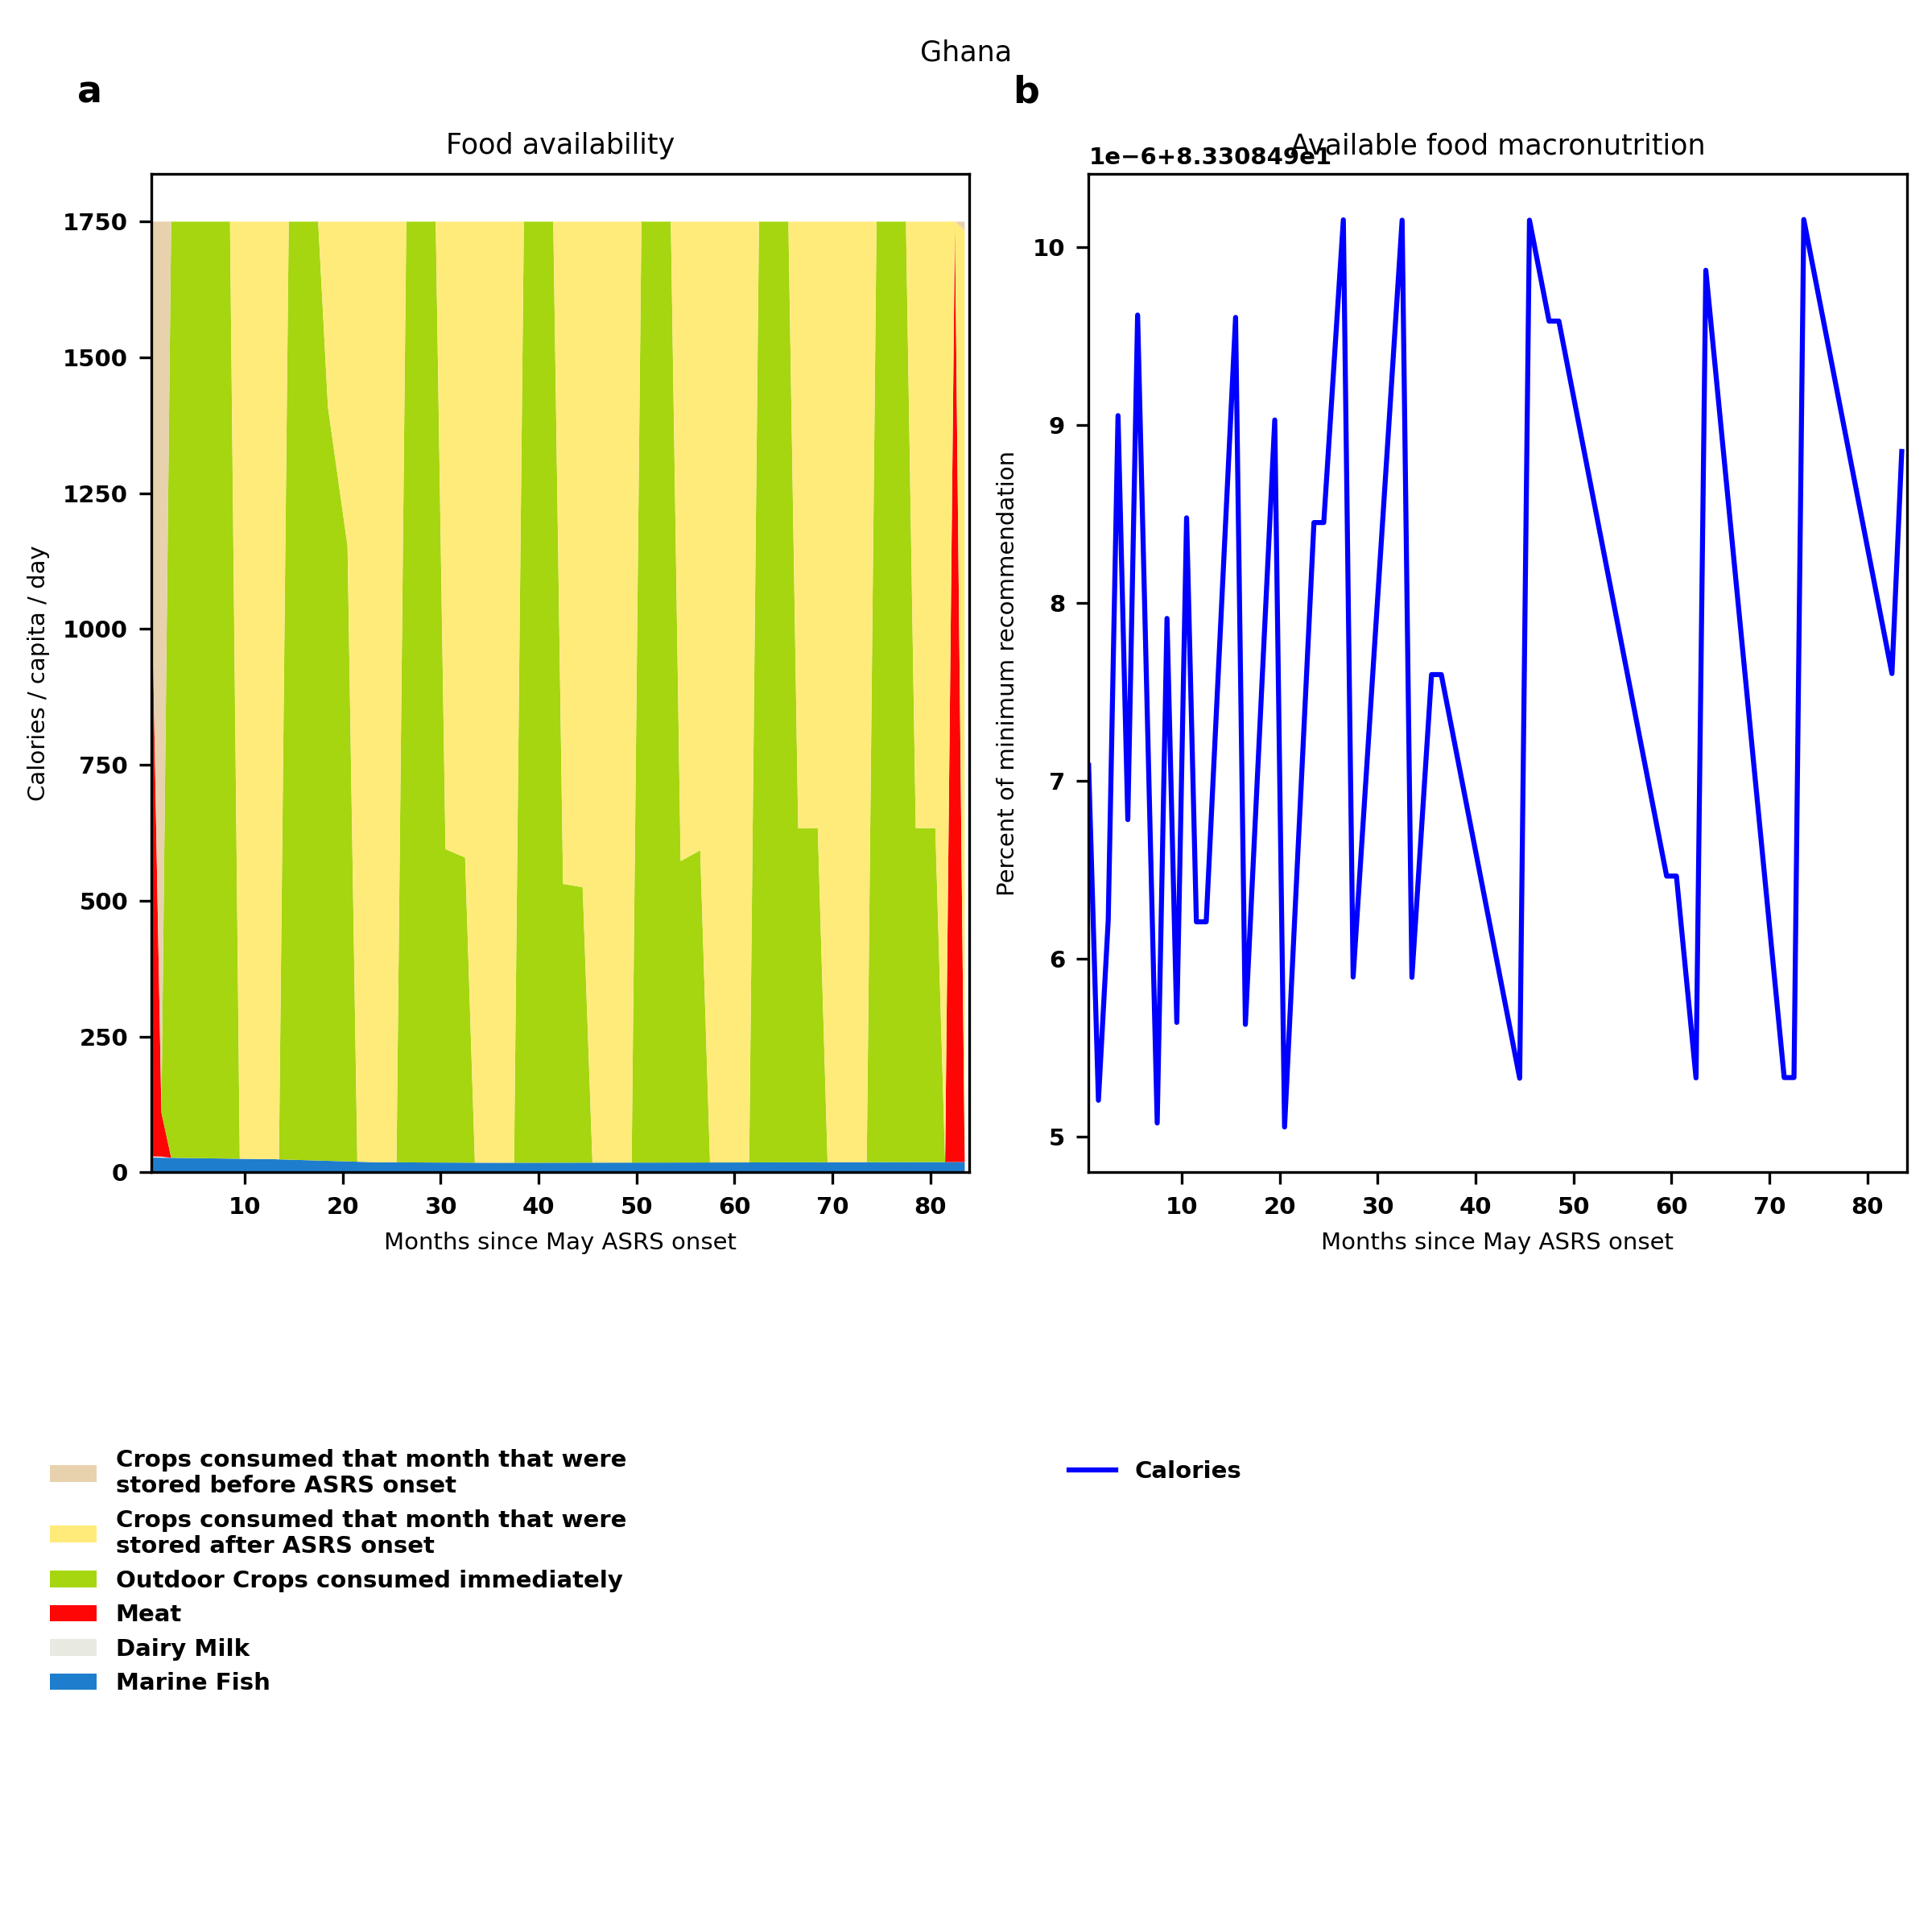 Ghana
a
Food availability
1750
1500
1250
1000
750
500
250
0
Calories / capita / day
10 20 30 40 50 60 70 80
Months since May ASRS onset
b
Available food macronutrition
1e−6+8.330849e1
10
9
8
7
6
5
Percent of minimum recommendation
10 20 30 40 50 60 70 80
Months since May ASRS onset
Crops consumed that month that were
stored before ASRS onset
Crops consumed that month that were
stored after ASRS onset
Outdoor Crops consumed immediately
Meat
Dairy Milk
Marine Fish
Calories